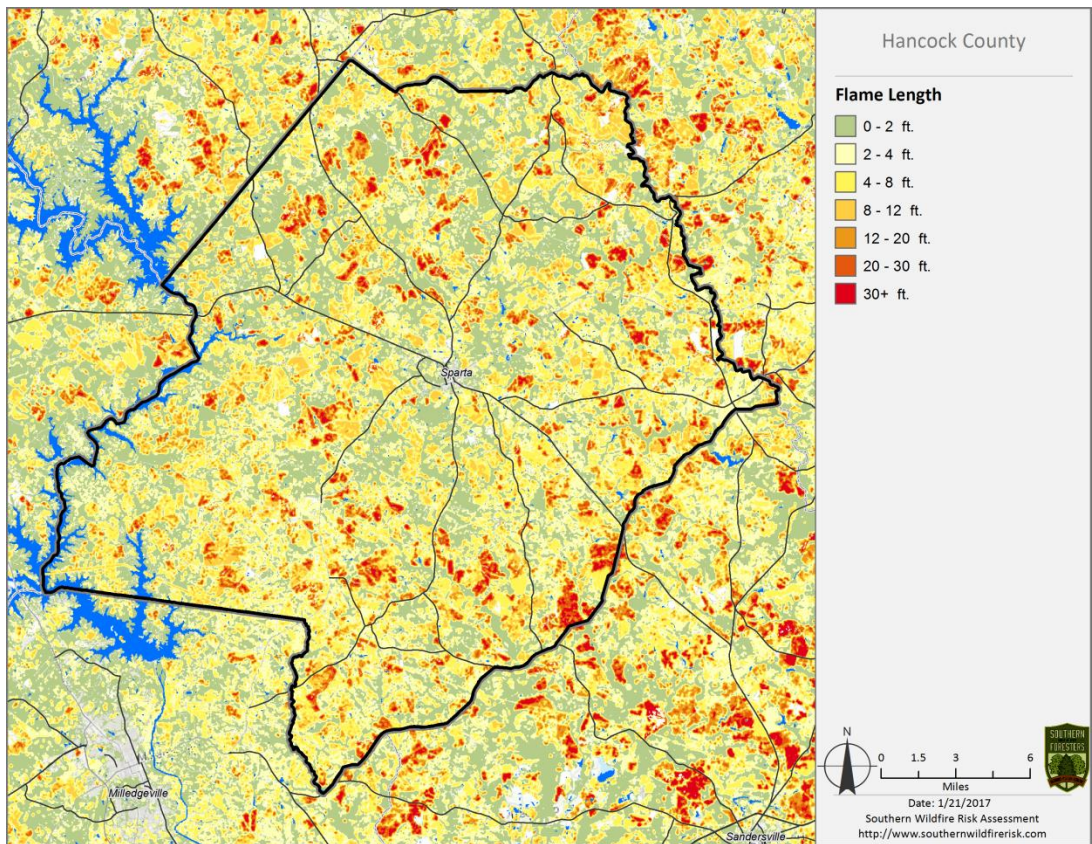 Hancock County
Flame Length
0 - 2 ft.
2 - 4 ft.
4 - 8 ft.
8 - 12 ft.
12 - 20 ft.
20 - 30 ft.
30+ ft.
Sparta
Milledgeville
Sandersville
N
0 1.5 3 6
Miles
Date: 1/21/2017
Southern Wildfire Risk Assessment
http://www.southernwildfirerisk.com
SOUTHERN
FORESTERS